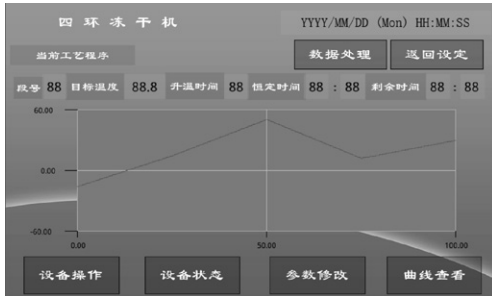 四环冻干机 YYYY/MM/DD (Mon) HH:MM:SS
当前工艺程序 数据处理 返回设定
段号 88 目标温度 88.8 升温时间 88 恒定时间 88 : 88 剩余时间 88 : 88
60.00
0.00
-60.00
0.00 50.00 100.00
设备操作 设备状态 参数修改 曲线查看